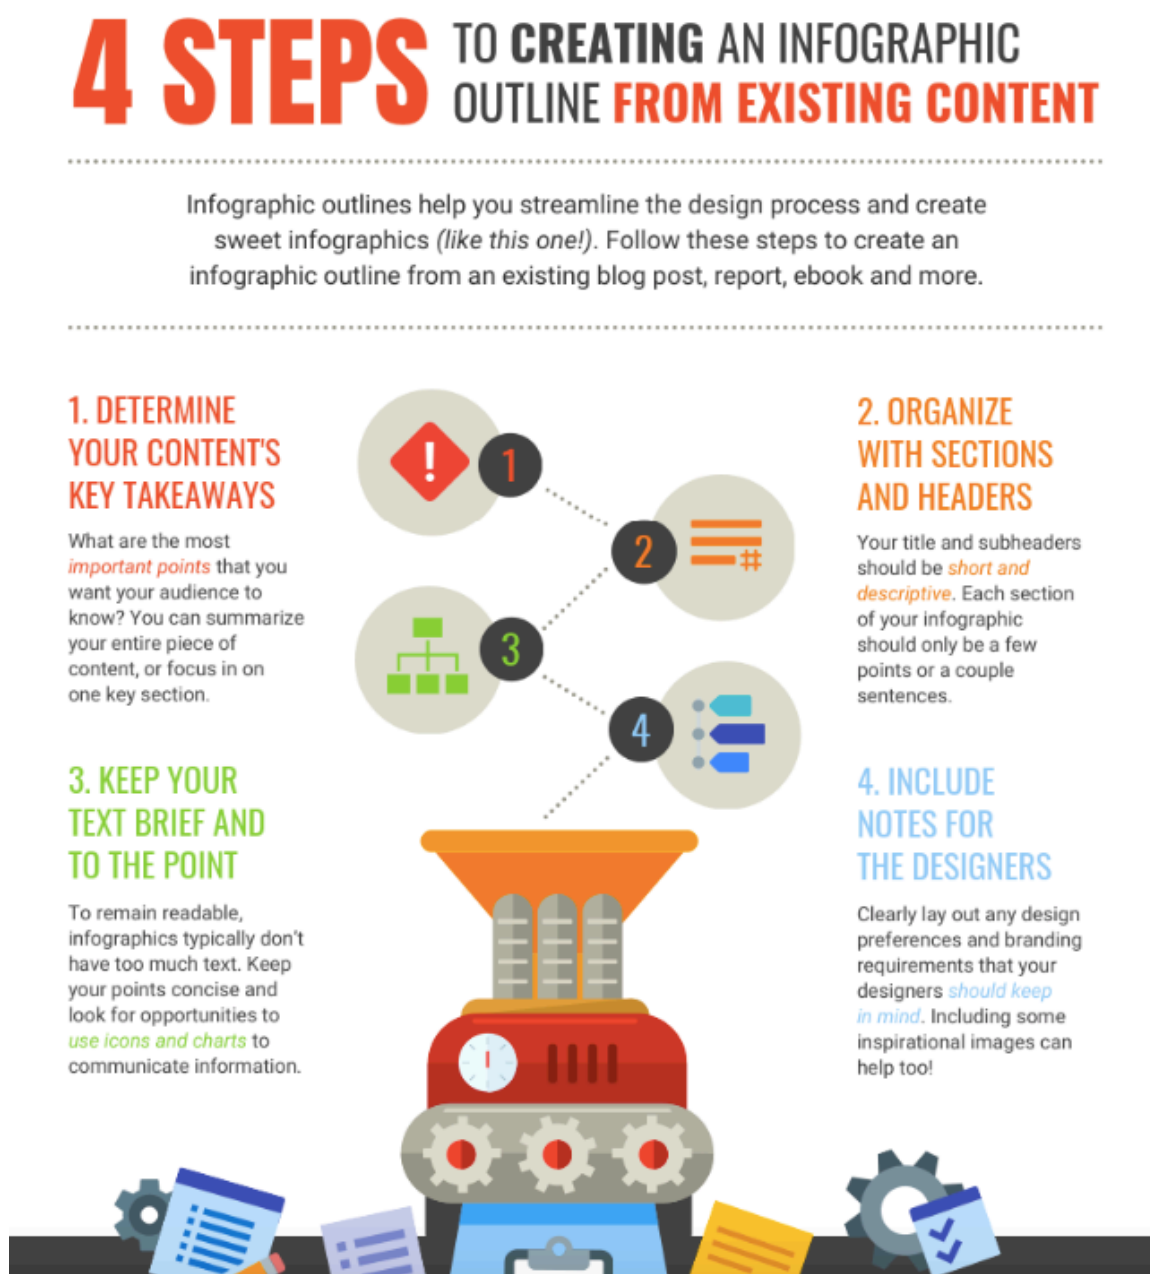 4 STEPS
TO CREATING AN INFOGRAPHIC
OUTLINE FROM EXISTING CONTENT
Infographic outlines help you streamline the design process and create
sweet infographics (like this one!). Follow these steps to create an
infographic outline from an existing blog post, report, ebook and more.
1. DETERMINE
YOUR CONTENT'S
KEY TAKEAWAYS
What are the most
important points that you
want your audience to
know? You can summarize
your entire piece of
content, or focus in on
one key section.
!
1
2
#
3
4
2. ORGANIZE
WITH SECTIONS
AND HEADERS
Your title and subheaders
should be short and
descriptive. Each section
of your infographic
should only be a few
points or a couple
sentences.
3. KEEP YOUR
TEXT BRIEF AND
TO THE POINT
To remain readable,
infographics typically don't
have too much text. Keep
your points concise and
look for opportunities to
use icons and charts to
communicate information.
4. INCLUDE
NOTES FOR
THE DESIGNERS
Clearly lay out any design
preferences and branding
requirements that your
designers should keep
in mind. Including some
inspirational images can
help too!